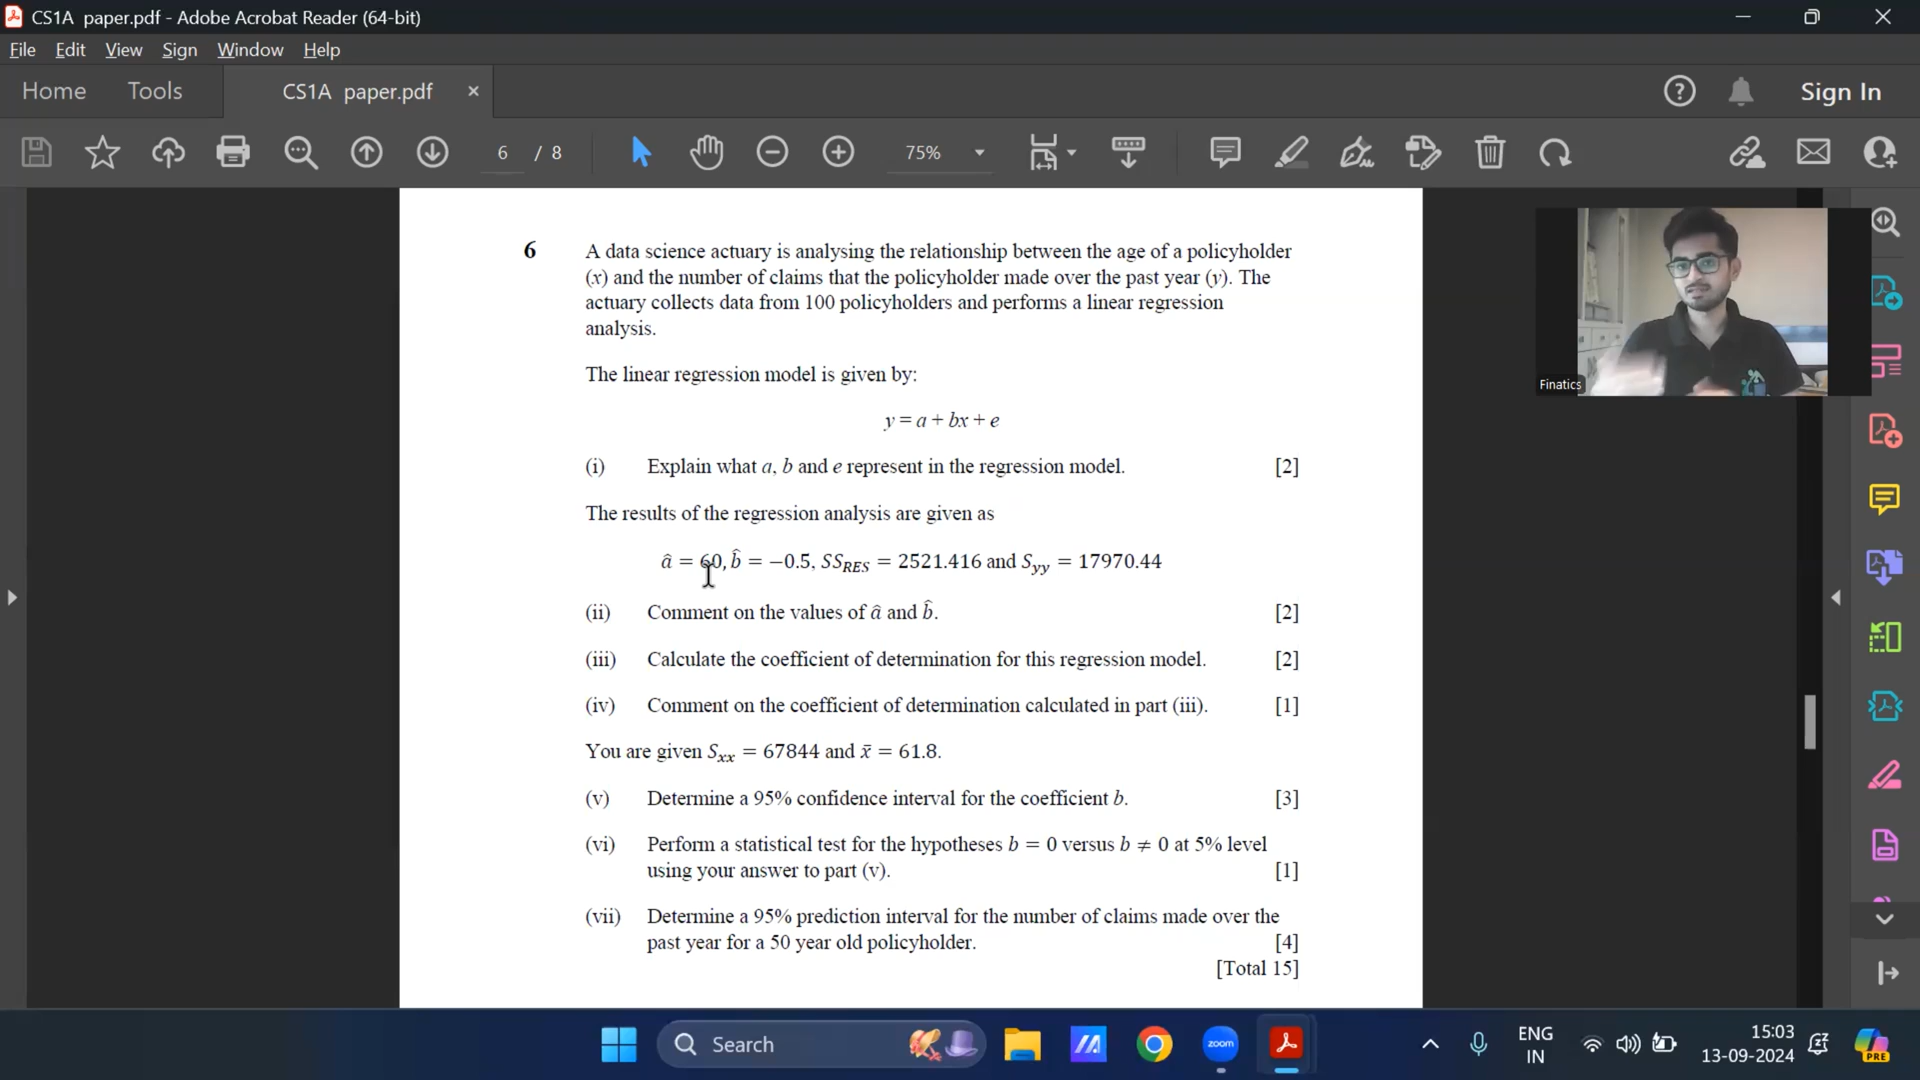 CS1A paper.pdf - Adobe Acrobat Reader (64-bit)
File Edit View Sign Window Help
Home Tools CS1A paper.pdf × Sign In
6 / 8 75%
6 A data science actuary is analysing the relationship between the age of a policyholder
(x) and the number of claims that the policyholder made over the past year (y). The
actuary collects data from 100 policyholders and performs a linear regression
analysis.
The linear regression model is given by:
y = a + bx + e
(i) Explain what a, b and e represent in the regression model. [2]
The results of the regression analysis are given as
â = 60, b̂ = −0.5, SS_RES = 2521.416 and S_yy = 17970.44
(ii) Comment on the values of â and b̂. [2]
(iii) Calculate the coefficient of determination for this regression model. [2]
(iv) Comment on the coefficient of determination calculated in part (iii). [1]
You are given S_xx = 67844 and x̄ = 61.8.
(v) Determine a 95% confidence interval for the coefficient b. [3]
(vi) Perform a statistical test for the hypotheses b = 0 versus b ≠ 0 at 5% level
using your answer to part (v). [1]
(vii) Determine a 95% prediction interval for the number of claims made over the
past year for a 50 year old policyholder. [4]
[Total 15]
Finatics
Search
zoom
ENG
IN
15:03
13-09-2024
PRE